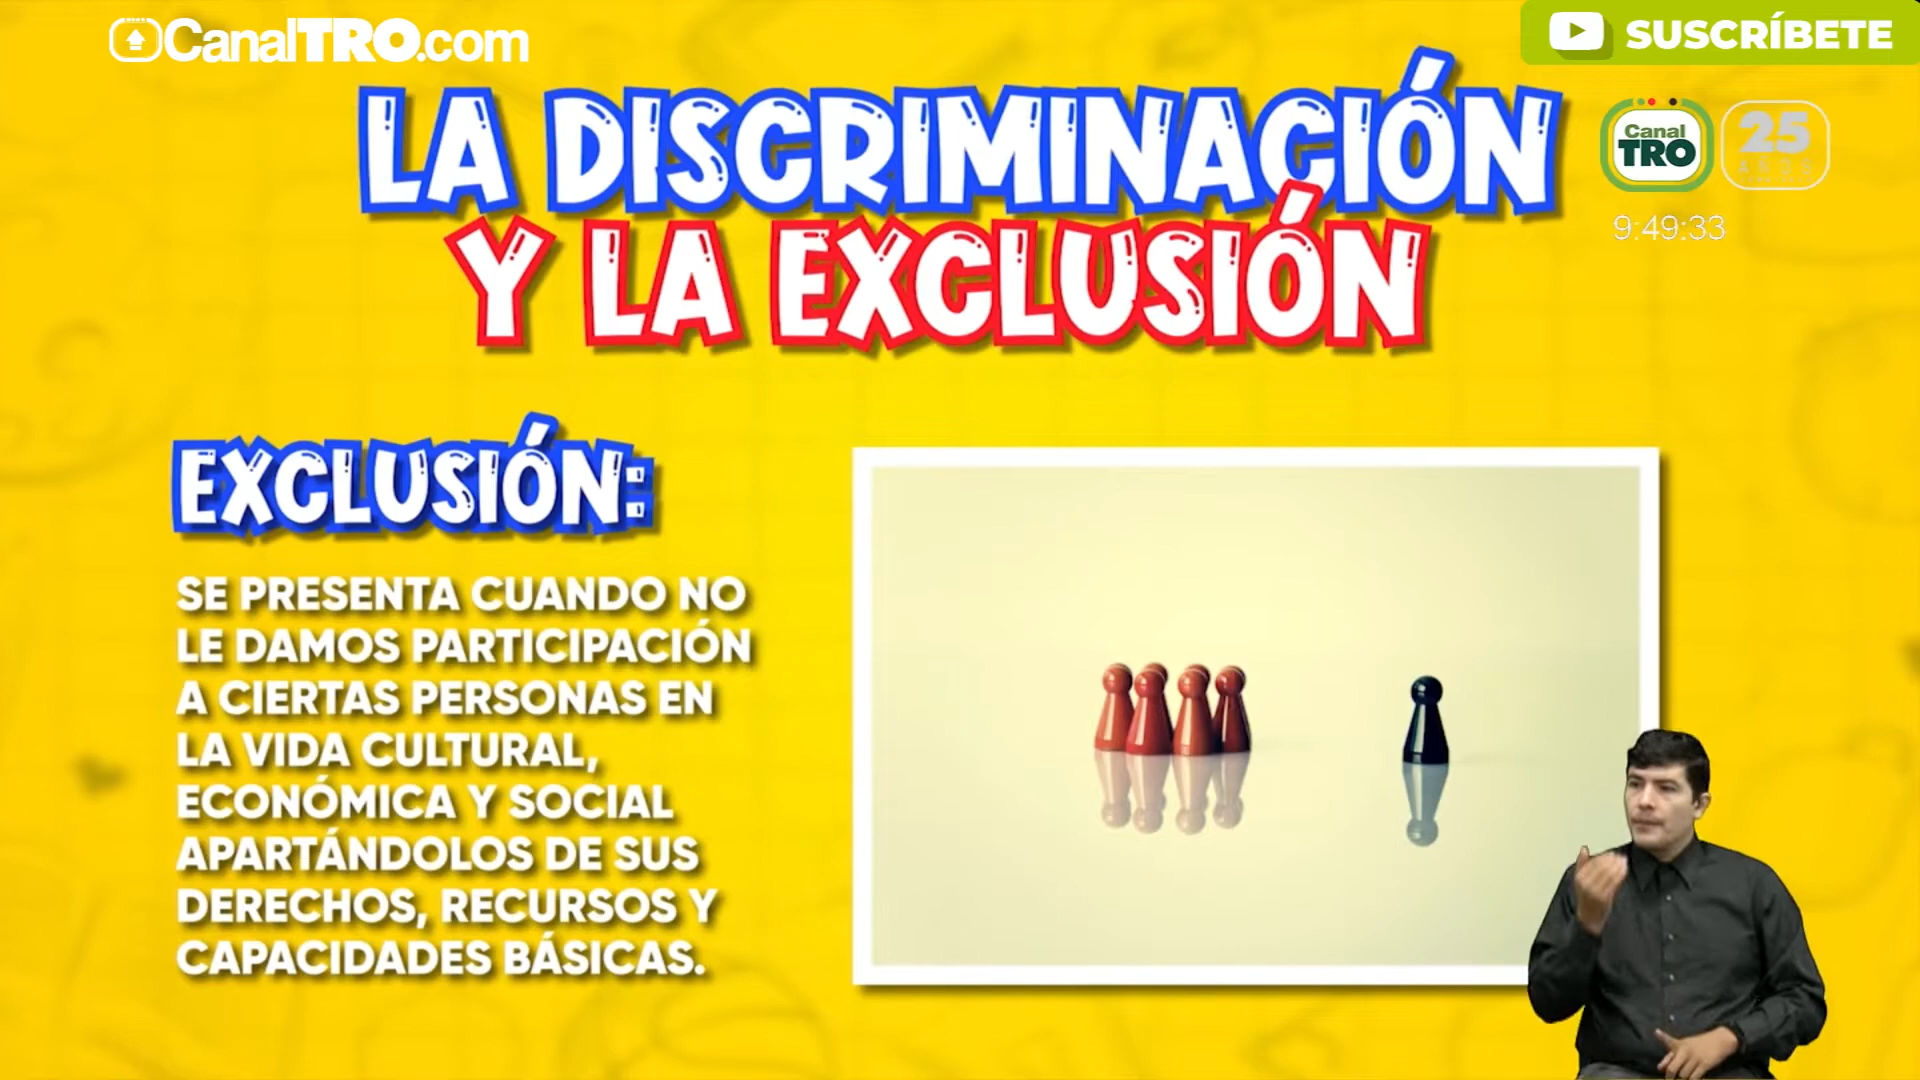 CanalTRO.com
SUSCRÍBETE
LA DISCRIMINACIÓN
Y LA EXCLUSIÓN
Canal
TRO
25
AÑOS
9:49:33
EXCLUSIÓN:
SE PRESENTA CUANDO NO
LE DAMOS PARTICIPACIÓN
A CIERTAS PERSONAS EN
LA VIDA CULTURAL,
ECONÓMICA Y SOCIAL
APARTÁNDOLOS DE SUS
DERECHOS, RECURSOS Y
CAPACIDADES BÁSICAS.